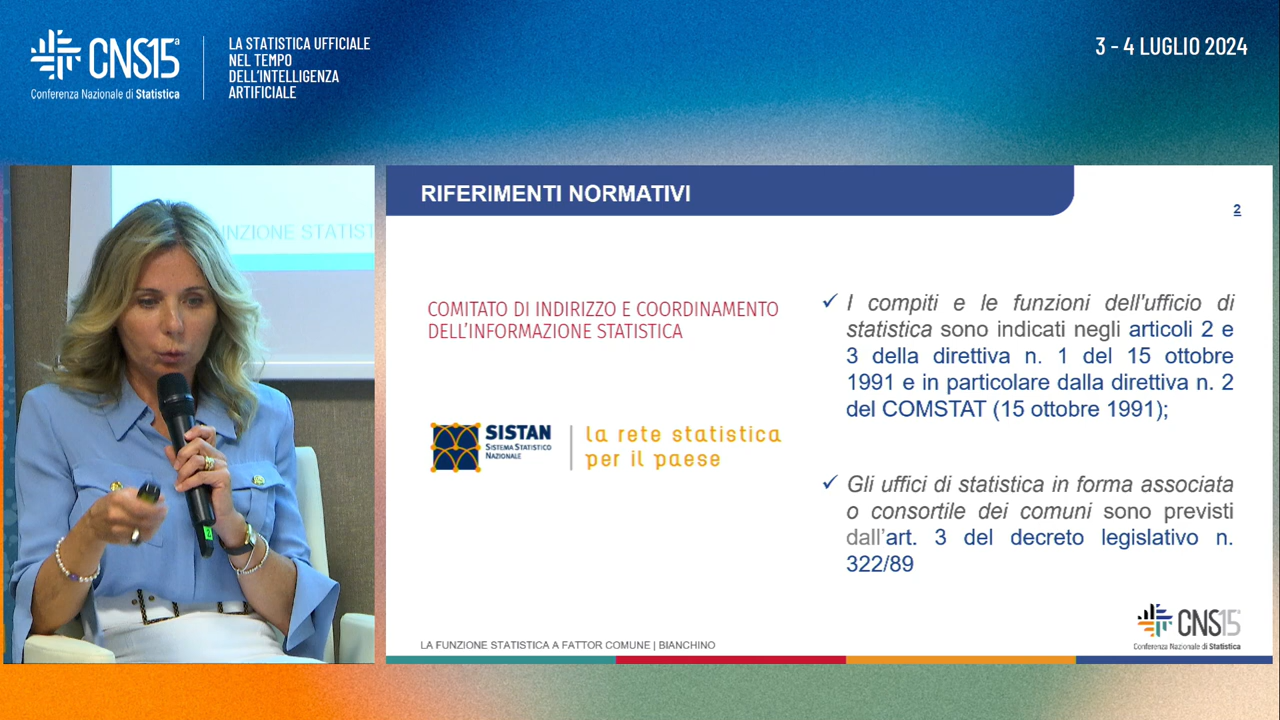 CNS15ª
Conferenza Nazionale di Statistica
LA STATISTICA UFFICIALE
NEL TEMPO
DELL'INTELLIGENZA
ARTIFICIALE
3 - 4 LUGLIO 2024
NZIONE STATIST
RIFERIMENTI NORMATIVI
2
COMITATO DI INDIRIZZO E COORDINAMENTO
DELL'INFORMAZIONE STATISTICA
SISTAN
SISTEMA STATISTICO
NAZIONALE
la rete statistica
per il paese
✓ I compiti e le funzioni dell'ufficio di
statistica sono indicati negli articoli 2 e
3 della direttiva n. 1 del 15 ottobre
1991 e in particolare dalla direttiva n. 2
del COMSTAT (15 ottobre 1991);
✓ Gli uffici di statistica in forma associata
o consortile dei comuni sono previsti
dall'art. 3 del decreto legislativo n.
322/89
LA FUNZIONE STATISTICA A FATTOR COMUNE | BIANCHINO
CNS15ª
Conferenza Nazionale di Statistica